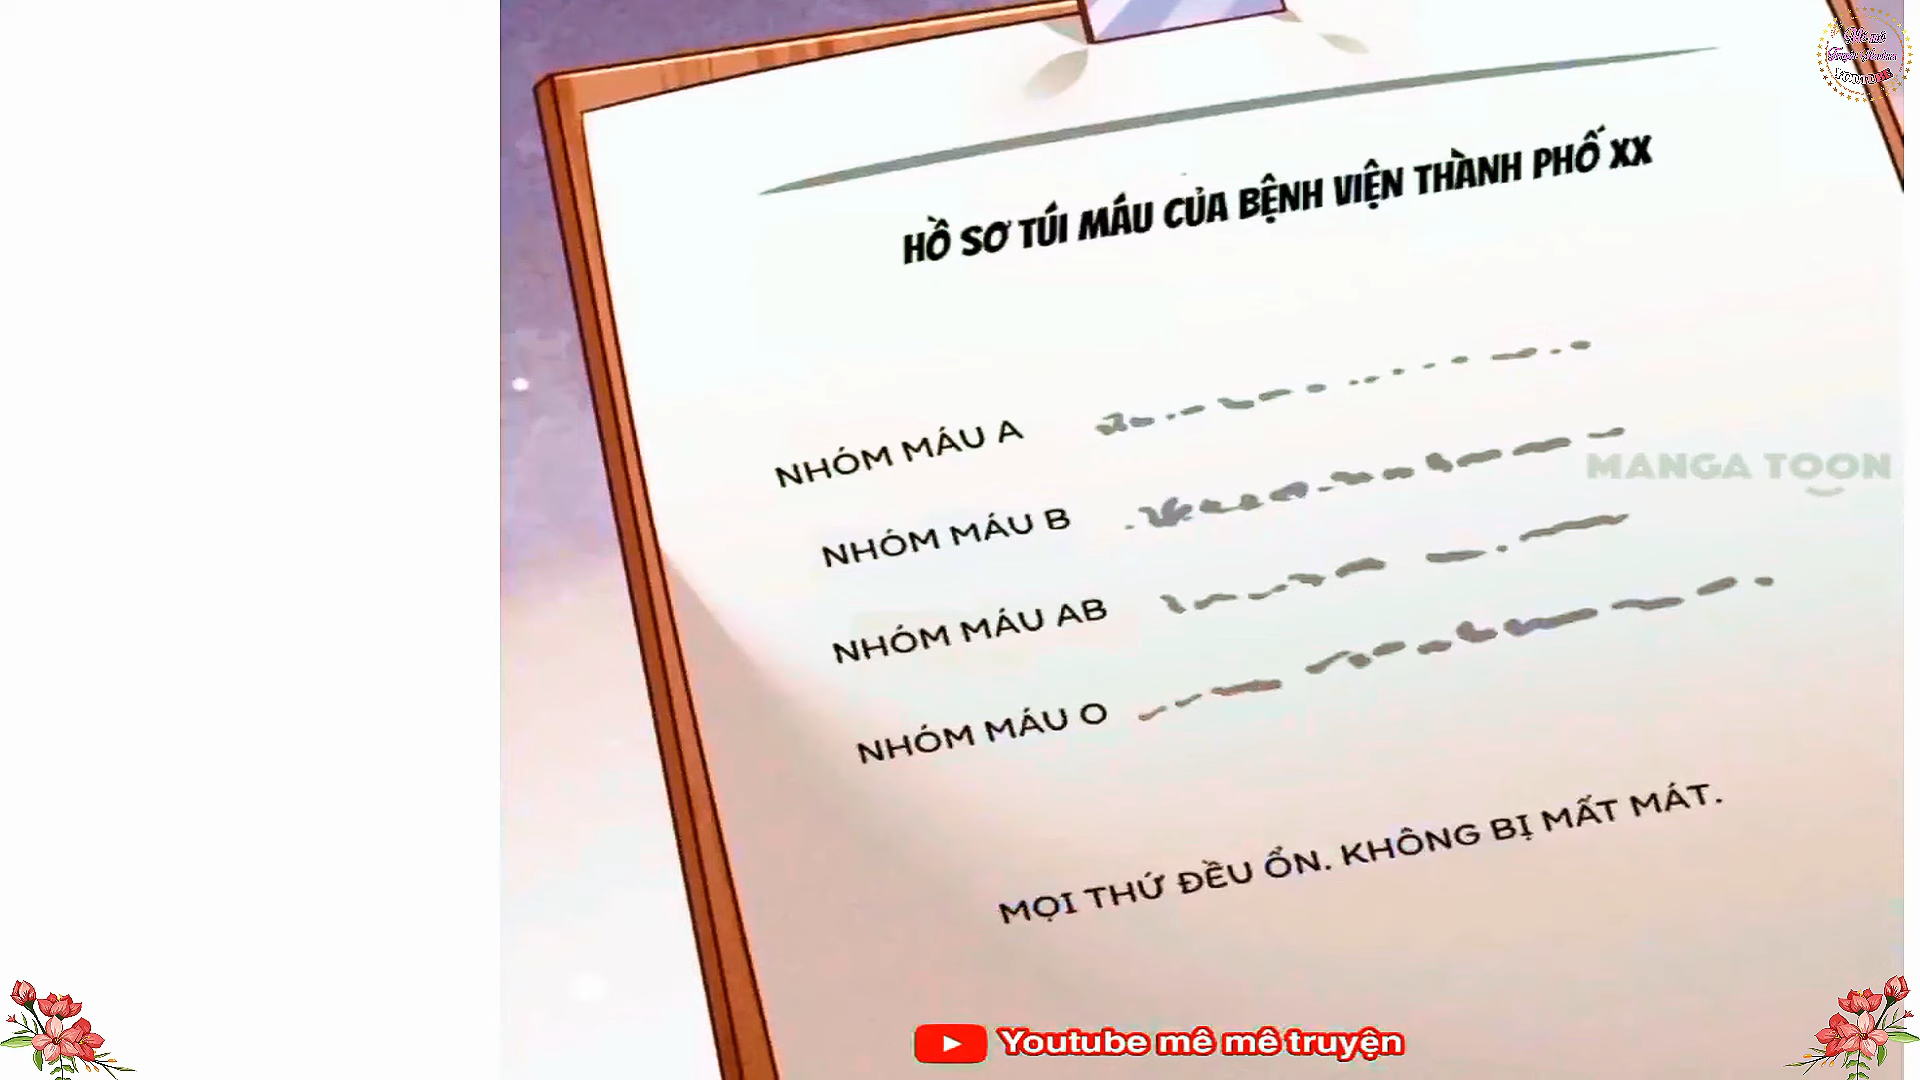 HỒ SƠ TÚI MÁU CỦA BỆNH VIỆN THÀNH PHỐ XX
NHÓM MÁU A
NHÓM MÁU B
MANGA TOON
NHÓM MÁU AB
NHÓM MÁU O
MỌI THỨ ĐỀU ỔN. KHÔNG BỊ MẤT MÁT.
Youtube mê mê truyện
YOUTUBE